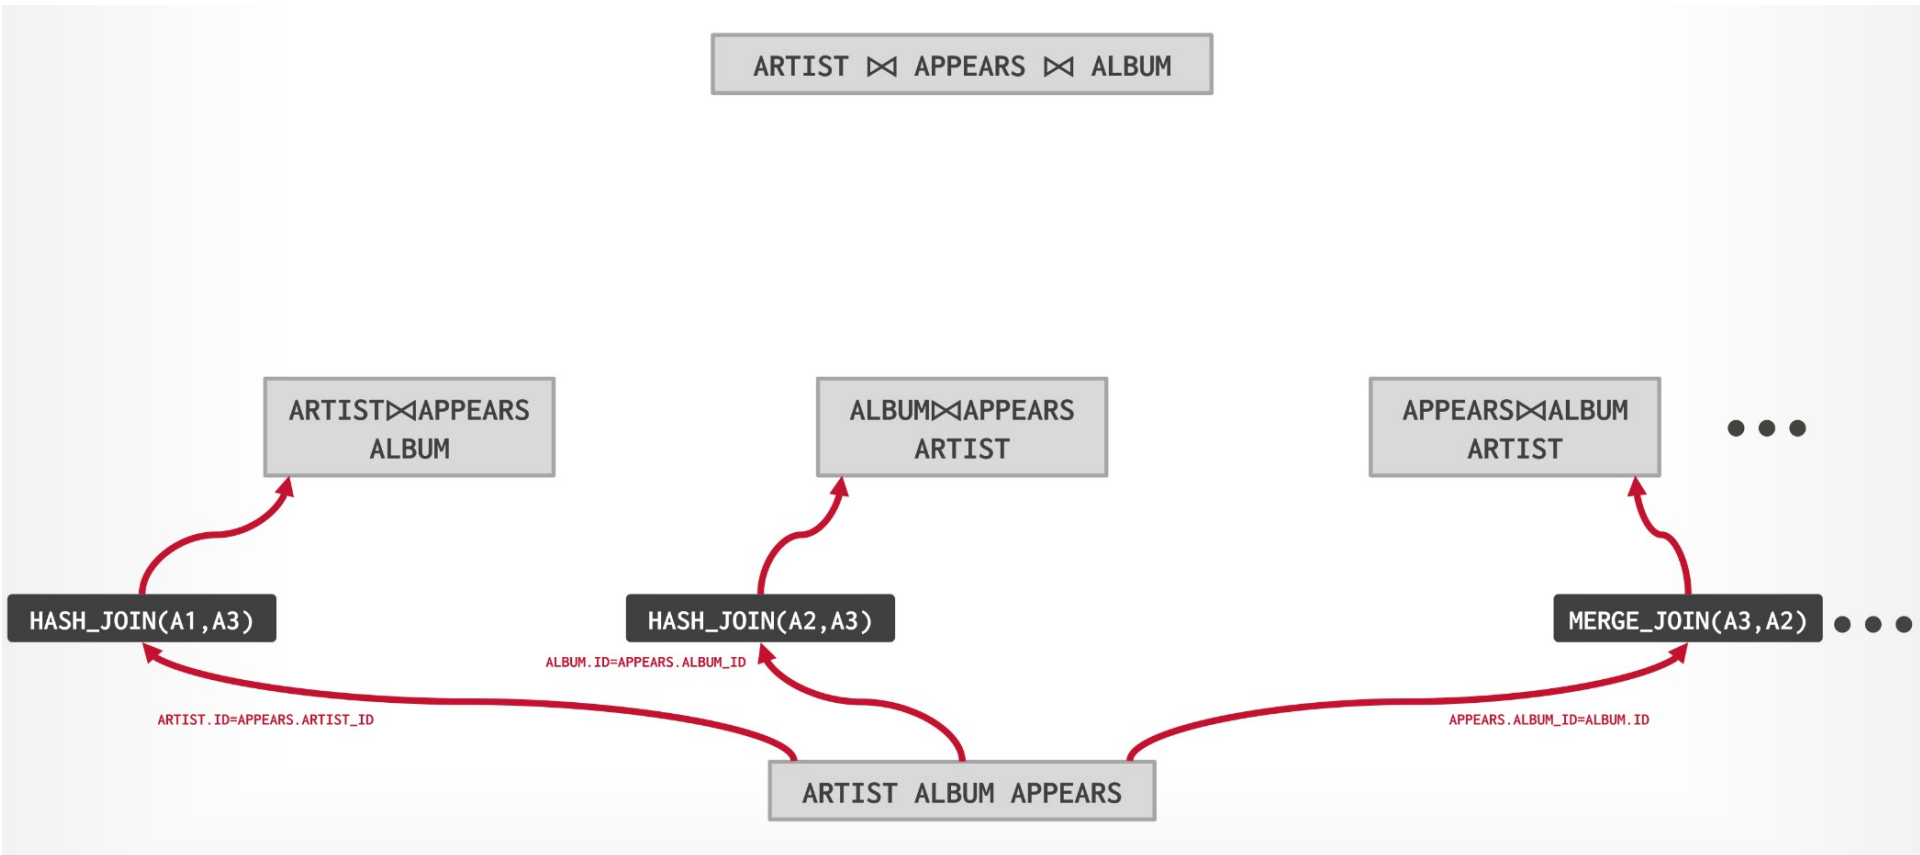 ARTIST ⋈ APPEARS ⋈ ALBUM
ARTIST⋈APPEARS
ALBUM
ALBUM⋈APPEARS
ARTIST
APPEARS⋈ALBUM
ARTIST
HASH_JOIN(A1,A3)
HASH_JOIN(A2,A3)
MERGE_JOIN(A3,A2)
ALBUM.ID=APPEARS.ALBUM_ID
ARTIST.ID=APPEARS.ARTIST_ID
APPEARS.ALBUM_ID=ALBUM.ID
ARTIST ALBUM APPEARS